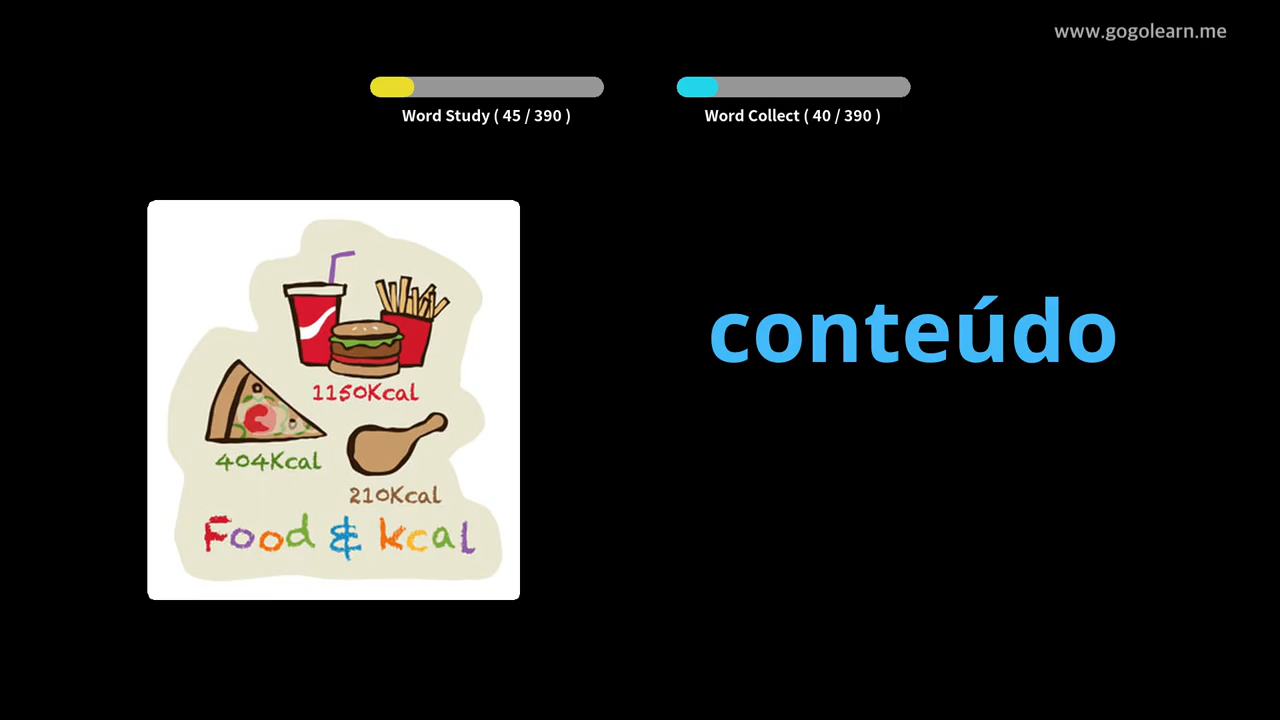 www.gogolearn.me
Word Study ( 45 / 390 )
Word Collect ( 40 / 390 )
conteúdo
1150Kcal
404Kcal
210Kcal
Food & kcal